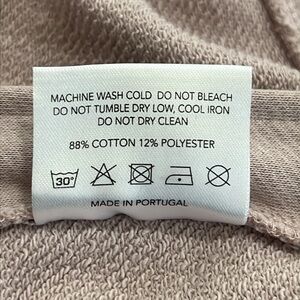 MACHINE WASH COLD DO NOT BLEACH
DO NOT TUMBLE DRY LOW, COOL IRON
DO NOT DRY CLEAN
88% COTTON 12% POLYESTER
30°
MADE IN PORTUGAL